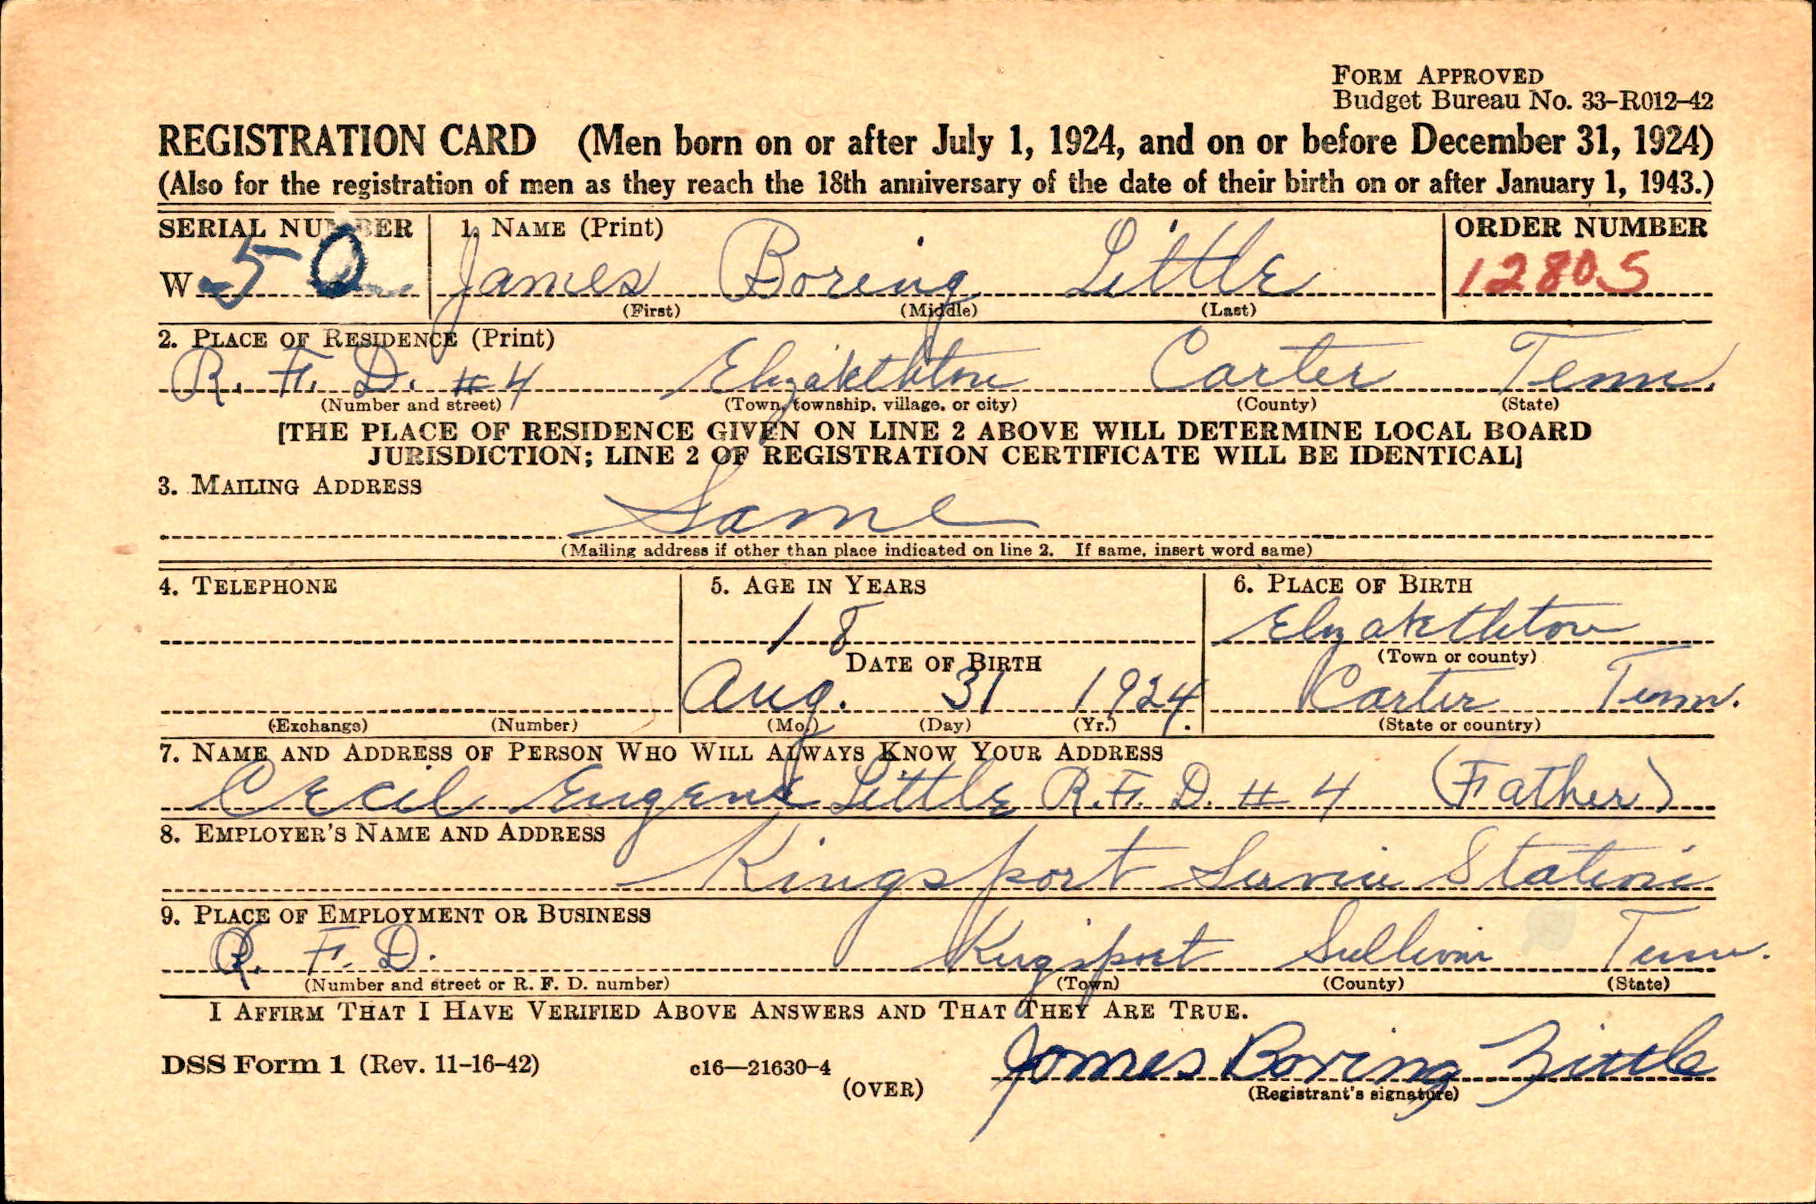 FORM APPROVED
Budget Bureau No. 33-R012-42
REGISTRATION CARD (Men born on or after July 1, 1924, and on or before December 31, 1924)
(Also for the registration of men as they reach the 18th anniversary of the date of their birth on or after January 1, 1943.)
SERIAL NUMBER 1. NAME (Print) ORDER NUMBER
W 50 James Boring Little 12805
(First) (Middle) (Last)
2. PLACE OF RESIDENCE (Print)
R. F. D. #4 Elizabethton Carter Tenn.
(Number and street) (Town, township, village, or city) (County) (State)
[THE PLACE OF RESIDENCE GIVEN ON LINE 2 ABOVE WILL DETERMINE LOCAL BOARD
JURISDICTION; LINE 2 OF REGISTRATION CERTIFICATE WILL BE IDENTICAL]
3. MAILING ADDRESS
Same
(Mailing address if other than place indicated on line 2. If same, insert word same)
4. TELEPHONE 5. AGE IN YEARS 6. PLACE OF BIRTH
18 Elizabethton
DATE OF BIRTH (Town or county)
Aug. 31 1924. Carter Tenn.
(Exchange) (Number) (Mo.) (Day) (Yr.) (State or country)
7. NAME AND ADDRESS OF PERSON WHO WILL ALWAYS KNOW YOUR ADDRESS
Cecil Eugene Little R.F.D. #4 (Father)
8. EMPLOYER'S NAME AND ADDRESS
Kingsport Service Station
9. PLACE OF EMPLOYMENT OR BUSINESS
R. F. D. Kingsport Sullivan Tenn.
(Number and street or R. F. D. number) (Town) (County) (State)
I AFFIRM THAT I HAVE VERIFIED ABOVE ANSWERS AND THAT THEY ARE TRUE.
DSS Form 1 (Rev. 11-16-42) c16—21630-4 James Boring Little
(OVER) (Registrant's signature)